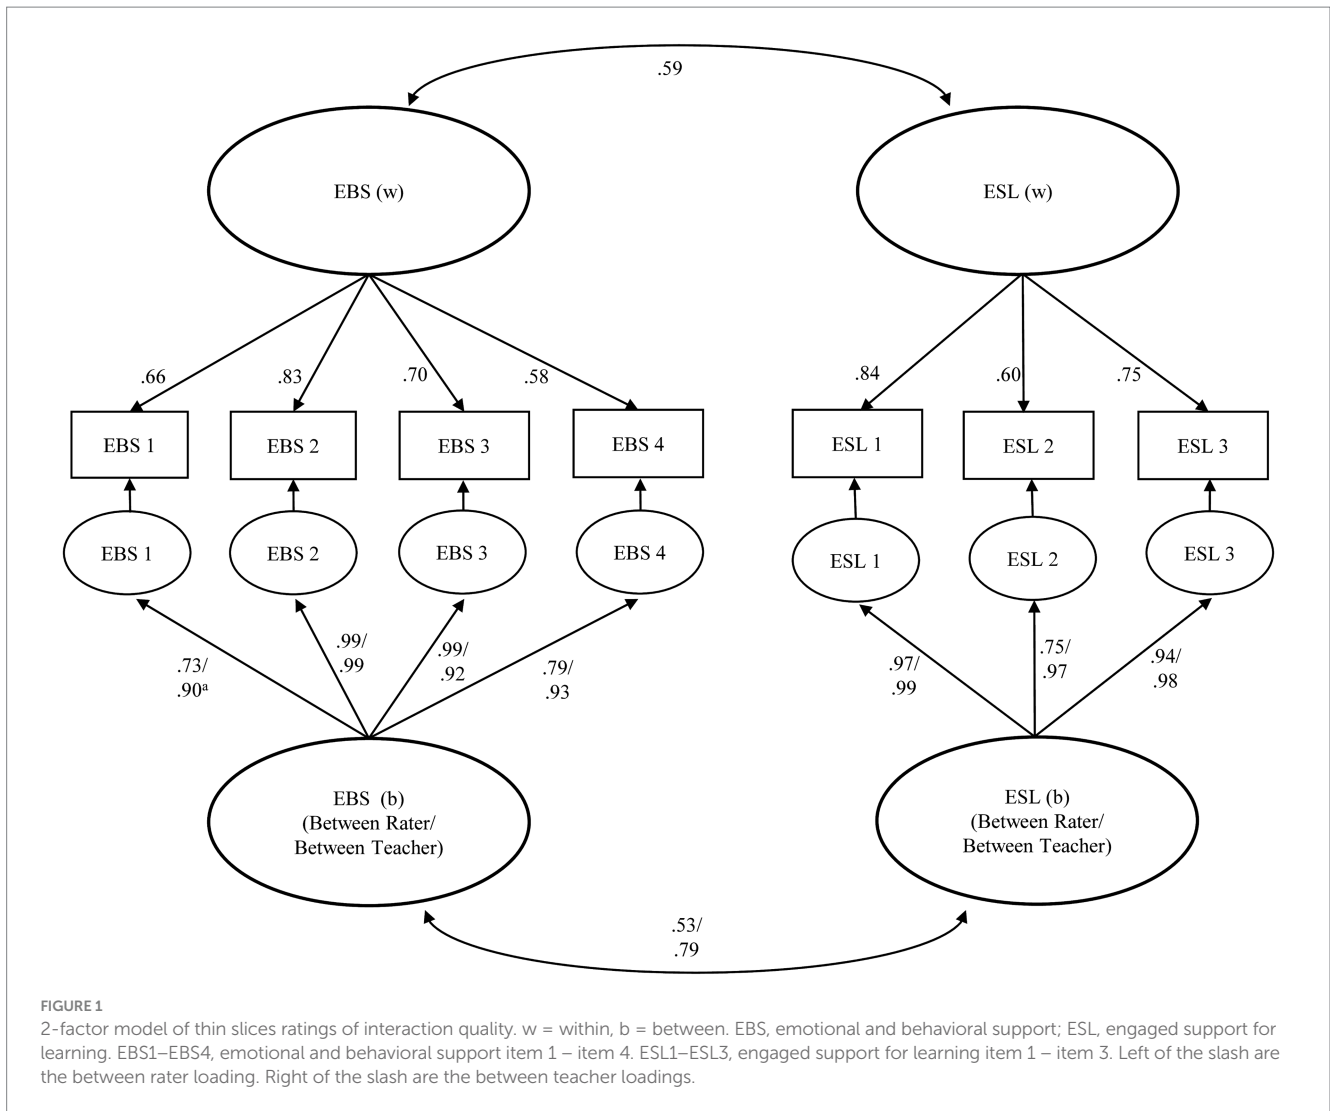 .59
EBS (w)
ESL (w)
.66
.83
.70
.58
.84
.60
.75
EBS 1
EBS 2
EBS 3
EBS 4
ESL 1
ESL 2
ESL 3
EBS 1
EBS 2
EBS 3
EBS 4
ESL 1
ESL 2
ESL 3
.73/
.90ᵃ
.99/
.99
.99/
.92
.79/
.93
.97/
.99
.75/
.97
.94/
.98
EBS (b)
(Between Rater/
Between Teacher)
ESL (b)
(Between Rater/
Between Teacher)
.53/
.79
FIGURE 1
2-factor model of thin slices ratings of interaction quality. w = within, b = between. EBS, emotional and behavioral support; ESL, engaged support for
learning. EBS1–EBS4, emotional and behavioral support item 1 – item 4. ESL1–ESL3, engaged support for learning item 1 – item 3. Left of the slash are
the between rater loading. Right of the slash are the between teacher loadings.